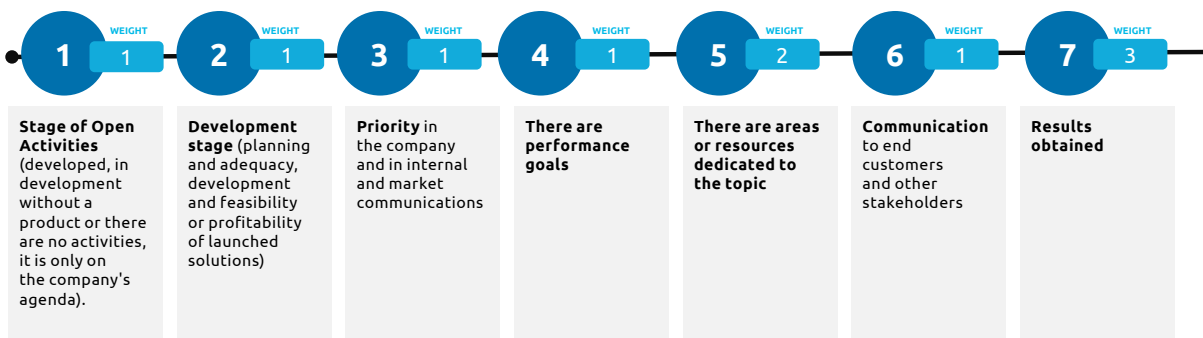 1
WEIGHT
1
2
WEIGHT
1
3
WEIGHT
1
4
WEIGHT
1
5
WEIGHT
2
6
WEIGHT
1
7
WEIGHT
3
Stage of Open
Activities
(developed, in
development
without a
product or there
are no activities,
it is only on
the company's
agenda).
Development
stage (planning
and adequacy,
development
and feasibility
or profitability
of launched
solutions)
Priority in
the company
and in internal
and market
communications
There are
performance
goals
There are areas
or resources
dedicated to
the topic
Communication
to end
customers
and other
stakeholders
Results
obtained